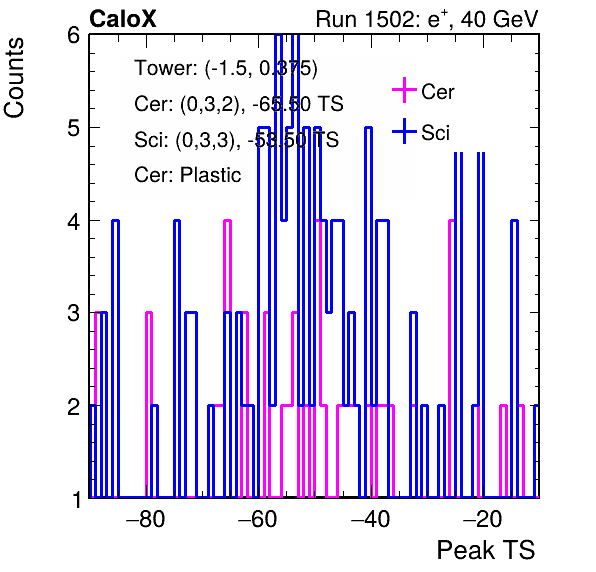 CaloX Run 1502: e⁺, 40 GeV
Counts
6
5
4
3
2
1
Tower: (-1.5, 0.375)
Cer: (0,3,2), -65.50 TS
Sci: (0,3,3), -53.50 TS
Cer: Plastic
Cer
Sci
−80 −60 −40 −20
Peak TS